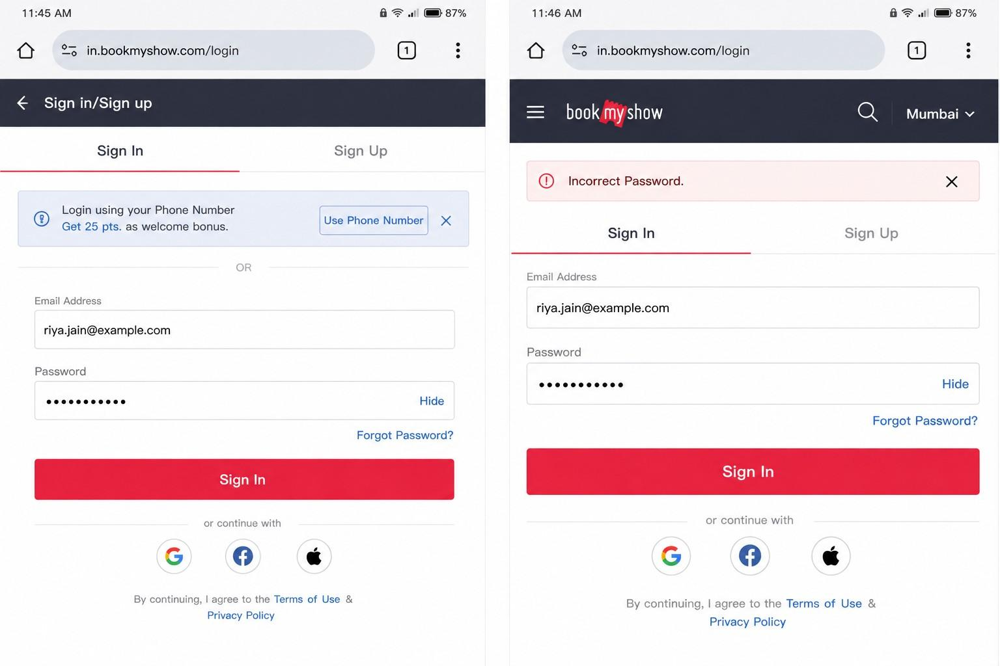 11:45 AM
87%
in.bookmyshow.com/login
1
Sign in/Sign up
Sign In
Sign Up
Login using your Phone Number
Get 25 pts. as welcome bonus.
Use Phone Number
OR
Email Address
riya.jain@example.com
Password
Hide
Forgot Password?
Sign In
or continue with
By continuing, I agree to the Terms of Use &
Privacy Policy
11:46 AM
87%
in.bookmyshow.com/login
1
book my show
Mumbai
Incorrect Password.
Sign In
Sign Up
Email Address
riya.jain@example.com
Password
Hide
Forgot Password?
Sign In
or continue with
By continuing, I agree to the Terms of Use &
Privacy Policy